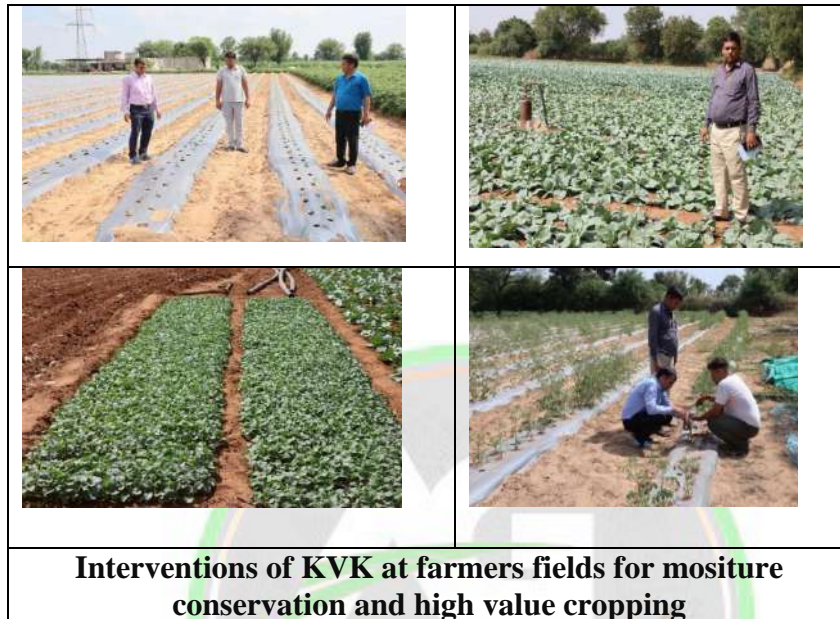 Interventions of KVK at farmers fields for mositure
conservation and high value cropping